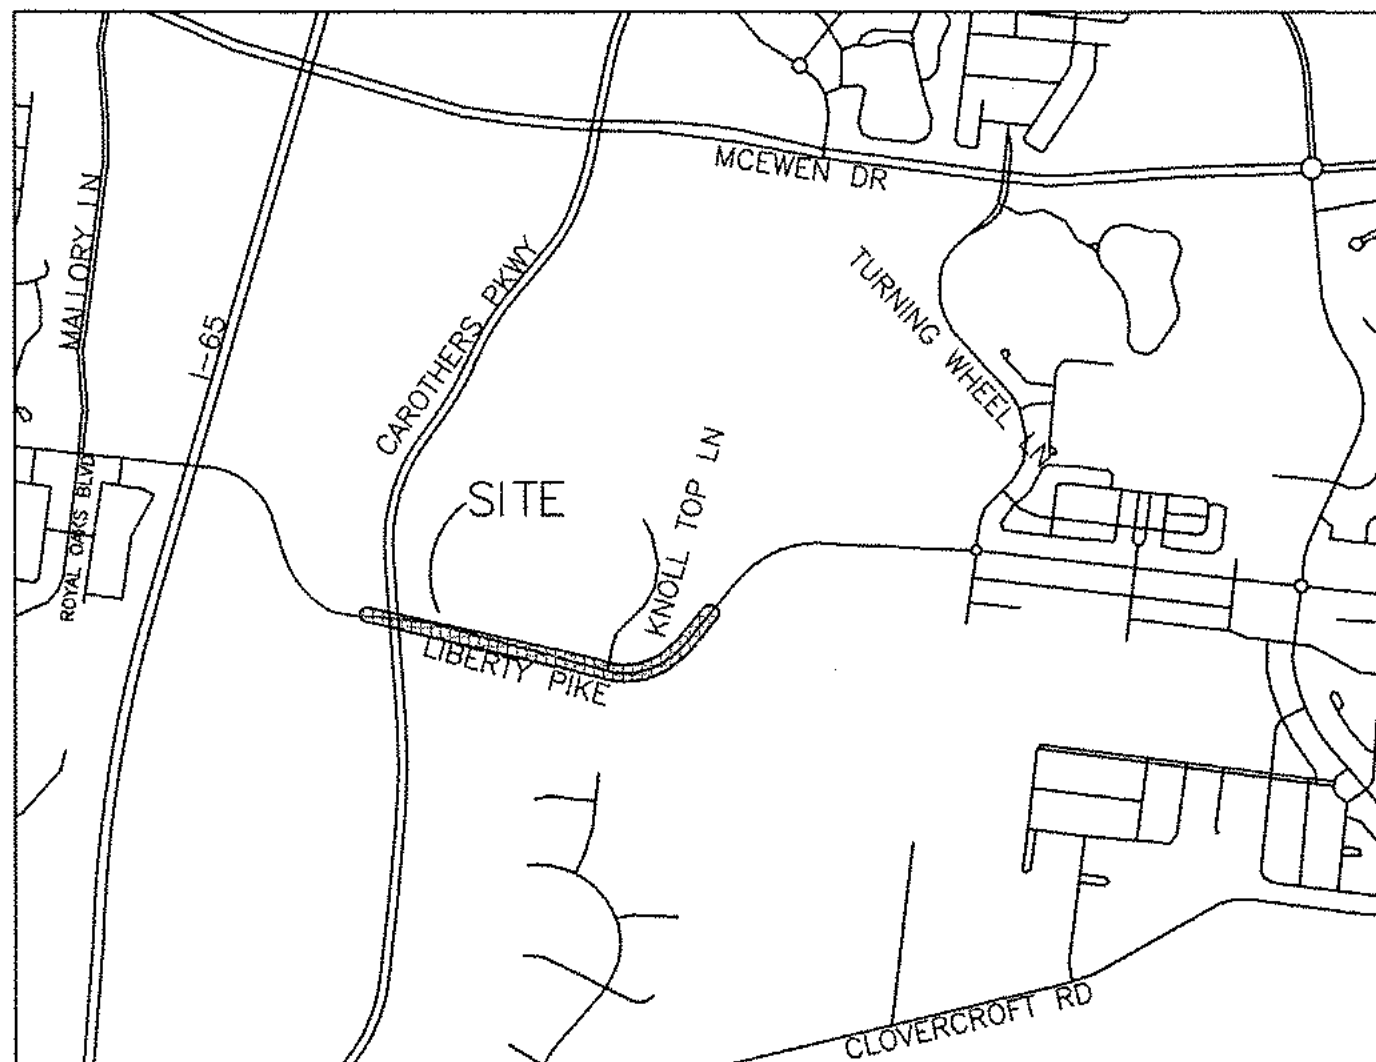 MCEWEN DR
MALLORY LN
I-65
CAROTHERS PKWY
TURNING WHEEL LN
SITE
KNOLL TOP LN
ROYAL OAKS BLVD
LIBERTY PIKE
CLOVERCROFT RD